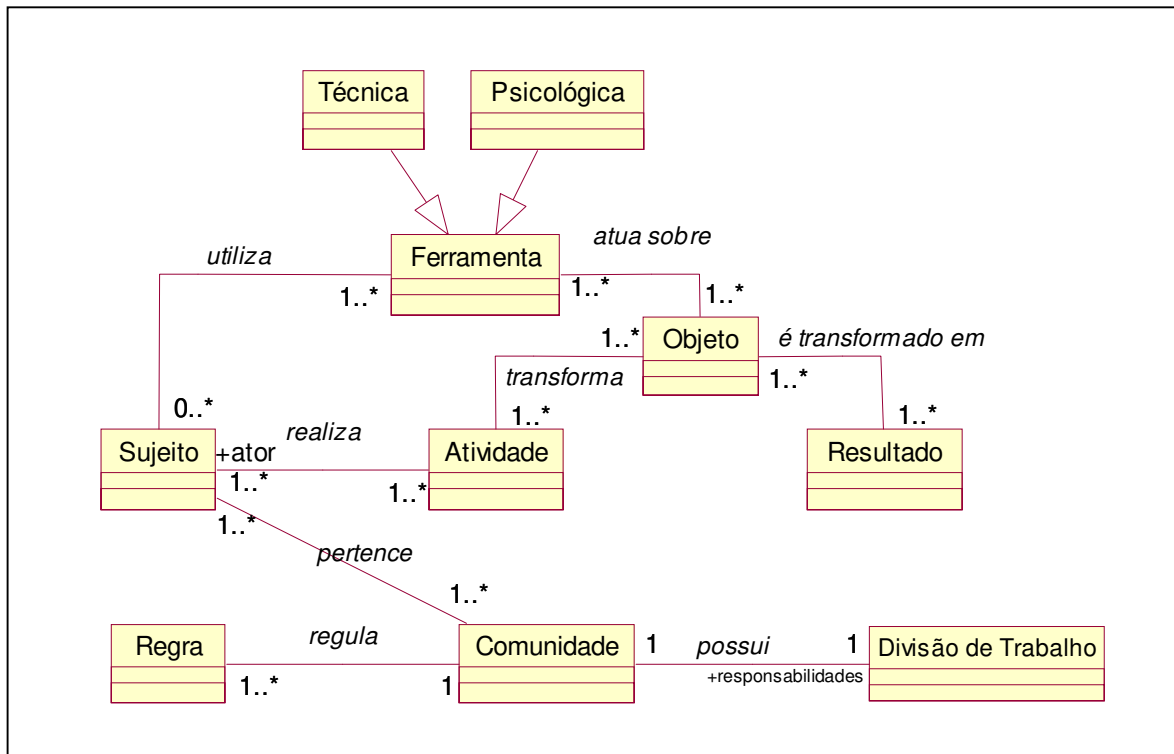 Técnica
Psicológica
utiliza
Ferramenta
atua sobre
1..*
1..*
1..*
1..*
Objeto
é transformado em
transforma
1..*
0..*
1..*
1..*
Sujeito
+ator
realiza
Atividade
Resultado
1..*
1..*
1..*
pertence
1..*
Regra
regula
Comunidade
1
possui
1
Divisão de Trabalho
1..*
1
+responsabilidades